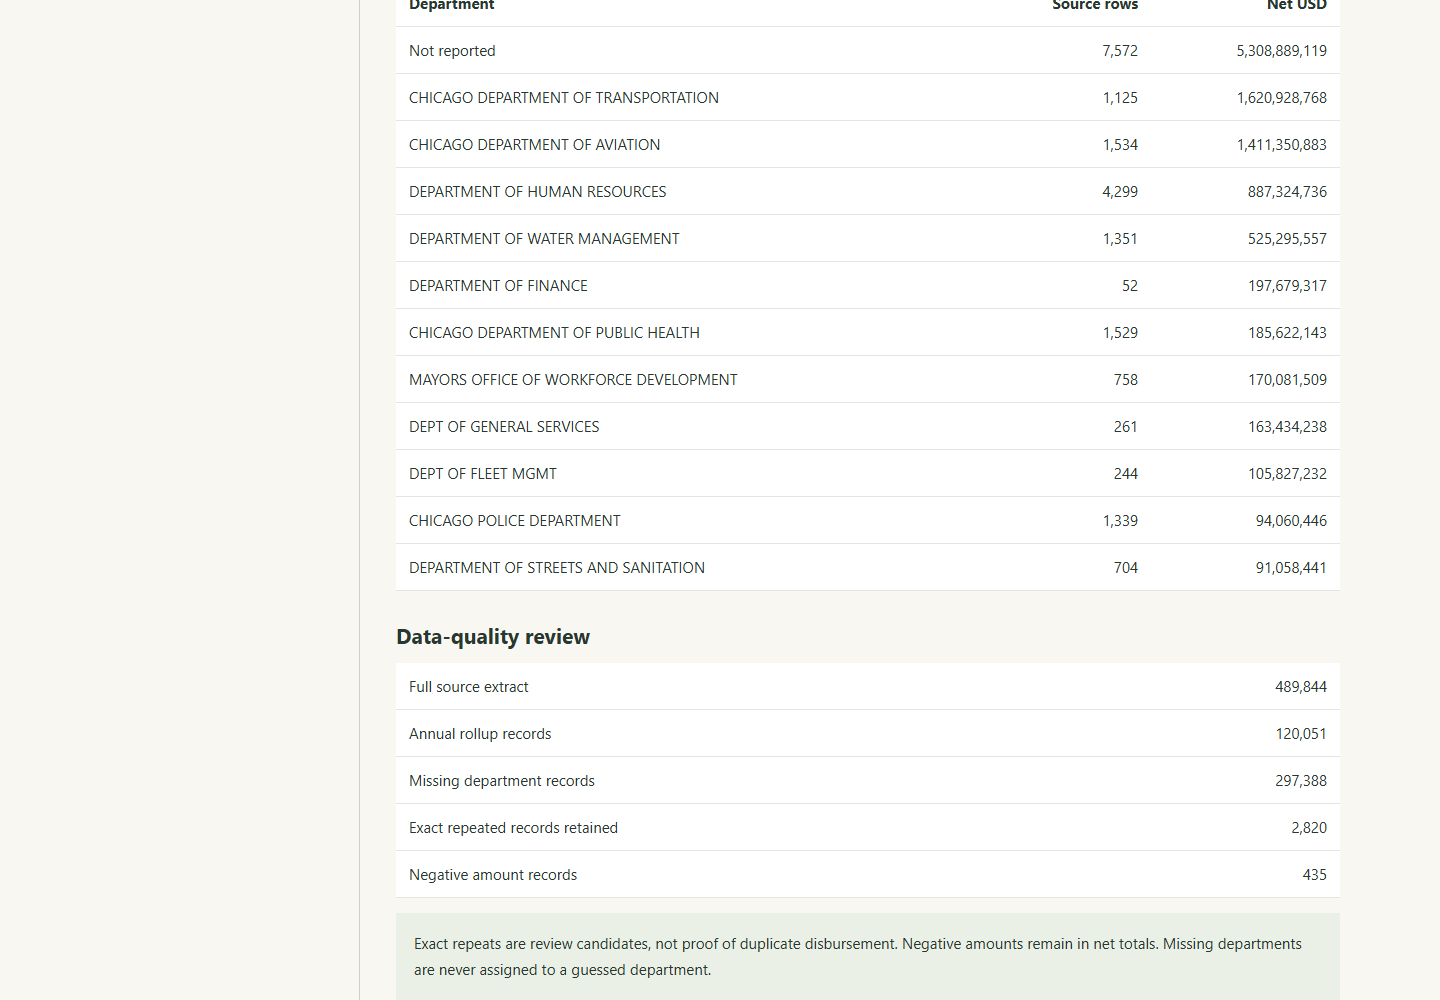 Department Source rows Net USD
Not reported 7,572 5,308,889,119
CHICAGO DEPARTMENT OF TRANSPORTATION 1,125 1,620,928,768
CHICAGO DEPARTMENT OF AVIATION 1,534 1,411,350,883
DEPARTMENT OF HUMAN RESOURCES 4,299 887,324,736
DEPARTMENT OF WATER MANAGEMENT 1,351 525,295,557
DEPARTMENT OF FINANCE 52 197,679,317
CHICAGO DEPARTMENT OF PUBLIC HEALTH 1,529 185,622,143
MAYORS OFFICE OF WORKFORCE DEVELOPMENT 758 170,081,509
DEPT OF GENERAL SERVICES 261 163,434,238
DEPT OF FLEET MGMT 244 105,827,232
CHICAGO POLICE DEPARTMENT 1,339 94,060,446
DEPARTMENT OF STREETS AND SANITATION 704 91,058,441
Data-quality review
Full source extract 489,844
Annual rollup records 120,051
Missing department records 297,388
Exact repeated records retained 2,820
Negative amount records 435
Exact repeats are review candidates, not proof of duplicate disbursement. Negative amounts remain in net totals. Missing departments
are never assigned to a guessed department.